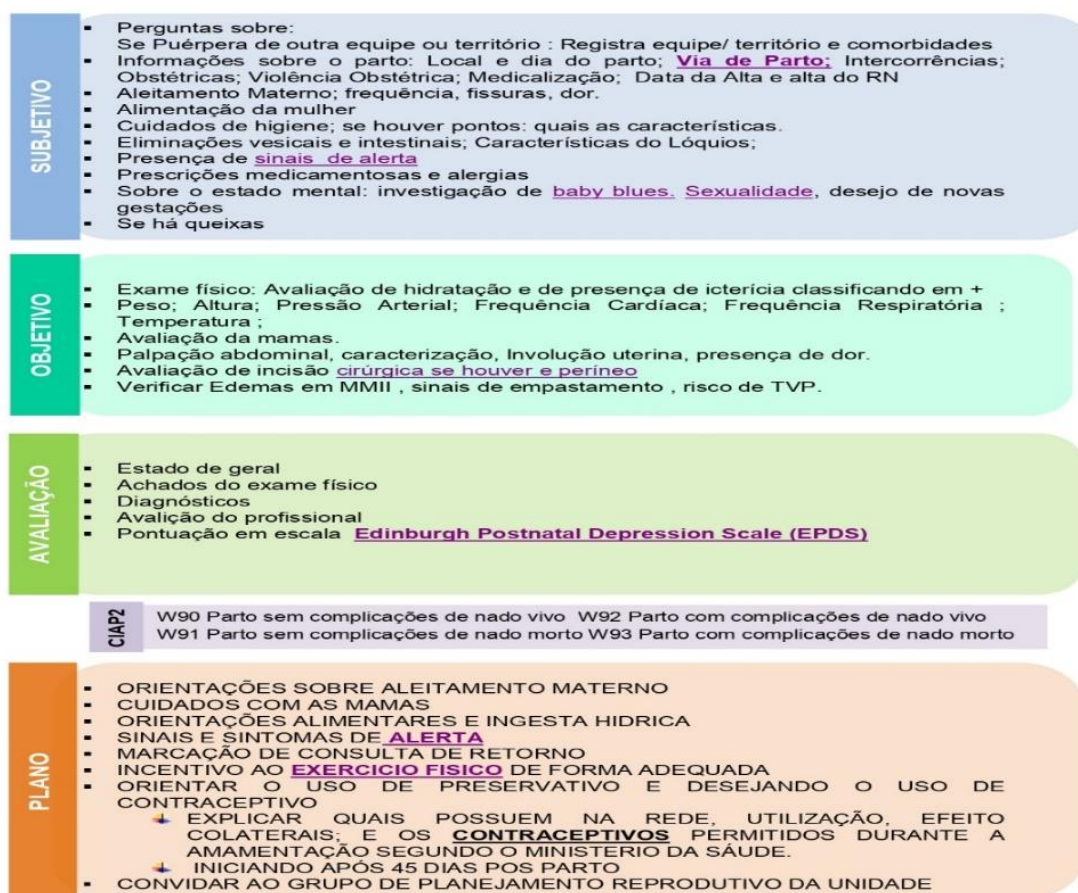 SUBJETIVO
▪ Perguntas sobre:
Se Puérpera de outra equipe ou território : Registra equipe/ território e comorbidades
▪ Informações sobre o parto: Local e dia do parto; Via de Parto; Intercorrências;
Obstétricas; Violência Obstétrica; Medicalização; Data da Alta e alta do RN
▪ Aleitamento Materno; frequência, fissuras, dor.
▪ Alimentação da mulher
▪ Cuidados de higiene; se houver pontos: quais as características.
▪ Eliminações vesicais e intestinais; Características do Lóquios;
▪ Presença de sinais de alerta
▪ Prescrições medicamentosas e alergias
▪ Sobre o estado mental: investigação de baby blues. Sexualidade, desejo de novas
gestações
▪ Se há queixas
OBJETIVO
▪ Exame físico: Avaliação de hidratação e de presença de icterícia classificando em +
▪ Peso; Altura; Pressão Arterial; Frequência Cardíaca; Frequência Respiratória ;
Temperatura ;
▪ Avaliação da mamas.
▪ Palpação abdominal, caracterização, Involução uterina, presença de dor.
▪ Avaliação de incisão cirúrgica se houver e períneo
▪ Verificar Edemas em MMII , sinais de empastamento , risco de TVP.
AVALIAÇÃO
▪ Estado de geral
▪ Achados do exame físico
▪ Diagnósticos
▪ Avalição do profissional
▪ Pontuação em escala Edinburgh Postnatal Depression Scale (EPDS)
CIAP2
W90 Parto sem complicações de nado vivo W92 Parto com complicações de nado vivo
W91 Parto sem complicações de nado morto W93 Parto com complicações de nado morto
PLANO
▪ ORIENTAÇÕES SOBRE ALEITAMENTO MATERNO
▪ CUIDADOS COM AS MAMAS
▪ ORIENTAÇÕES ALIMENTARES E INGESTA HIDRICA
▪ SINAIS E SINTOMAS DE ALERTA
▪ MARCAÇÃO DE CONSULTA DE RETORNO
▪ INCENTIVO AO EXERCICIO FISICO DE FORMA ADEQUADA
▪ ORIENTAR O USO DE PRESERVATIVO E DESEJANDO O USO DE
CONTRACEPTIVO
EXPLICAR QUAIS POSSUEM NA REDE, UTILIZAÇÃO, EFEITO
COLATERAIS; E OS CONTRACEPTIVOS PERMITIDOS DURANTE A
AMAMENTAÇÃO SEGUNDO O MINISTERIO DA SÁUDE.
INICIANDO APÓS 45 DIAS POS PARTO
▪ CONVIDAR AO GRUPO DE PLANEJAMENTO REPRODUTIVO DA UNIDADE